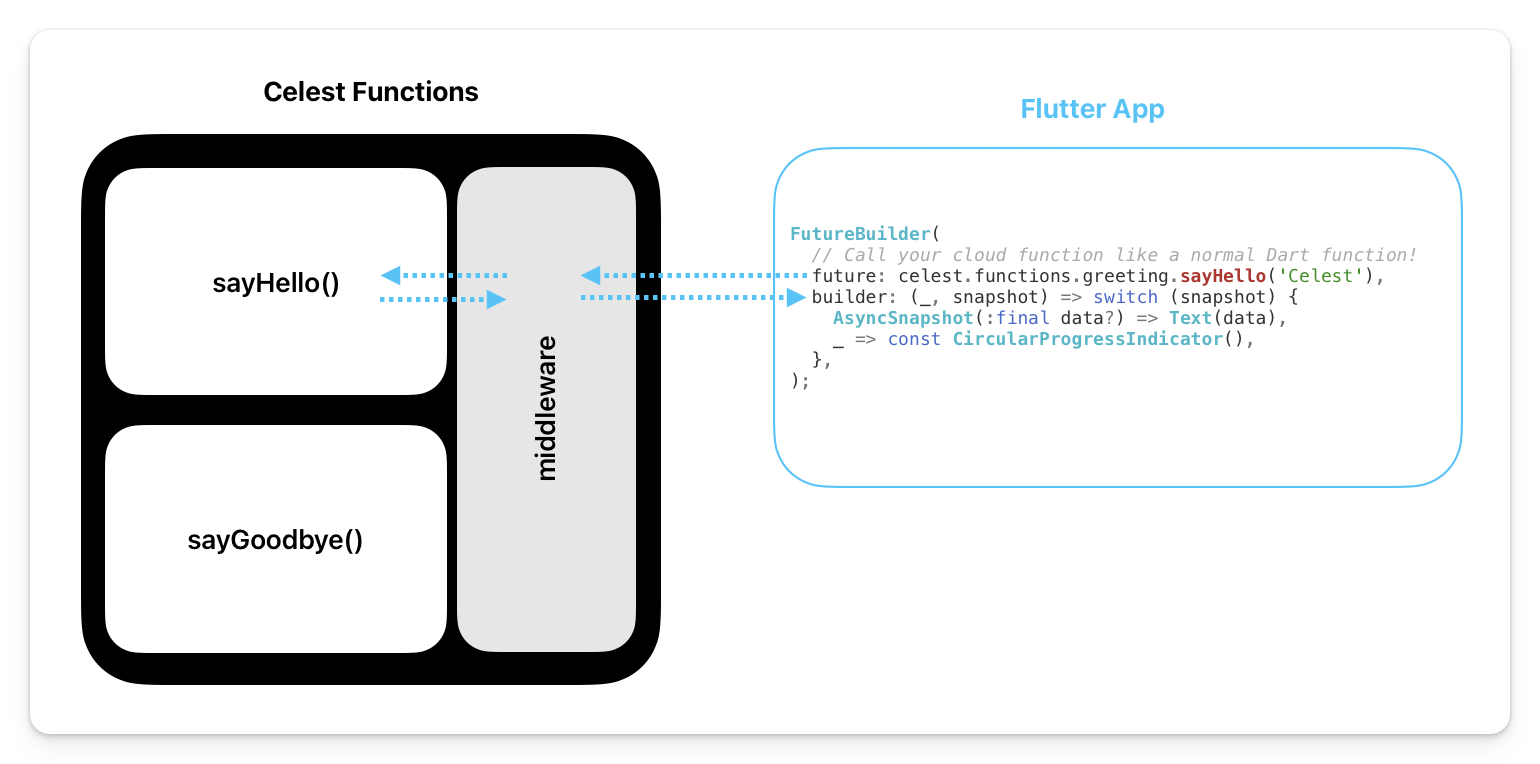 Celest Functions
sayHello()
sayGoodbye()
middleware
Flutter App
FutureBuilder(
  // Call your cloud function like a normal Dart function!
  future: celest.functions.greeting.sayHello('Celest'),
  builder: (_, snapshot) => switch (snapshot) {
    AsyncSnapshot(:final data?) => Text(data),
    _ => const CircularProgressIndicator(),
  },
);